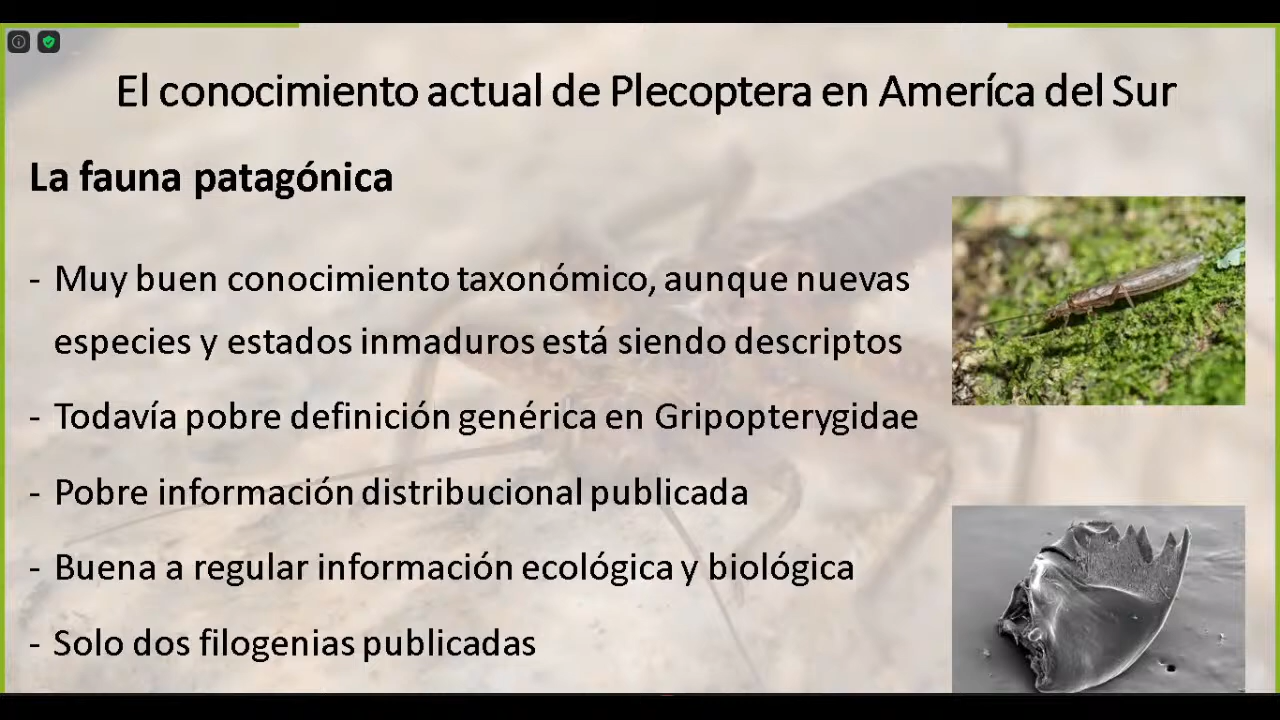 El conocimiento actual de Plecoptera en América del Sur
La fauna patagónica
- Muy buen conocimiento taxonómico, aunque nuevas
especies y estados inmaduros está siendo descriptos
- Todavía pobre definición genérica en Gripopterygidae
- Pobre información distribucional publicada
- Buena a regular información ecológica y biológica
- Solo dos filogenias publicadas